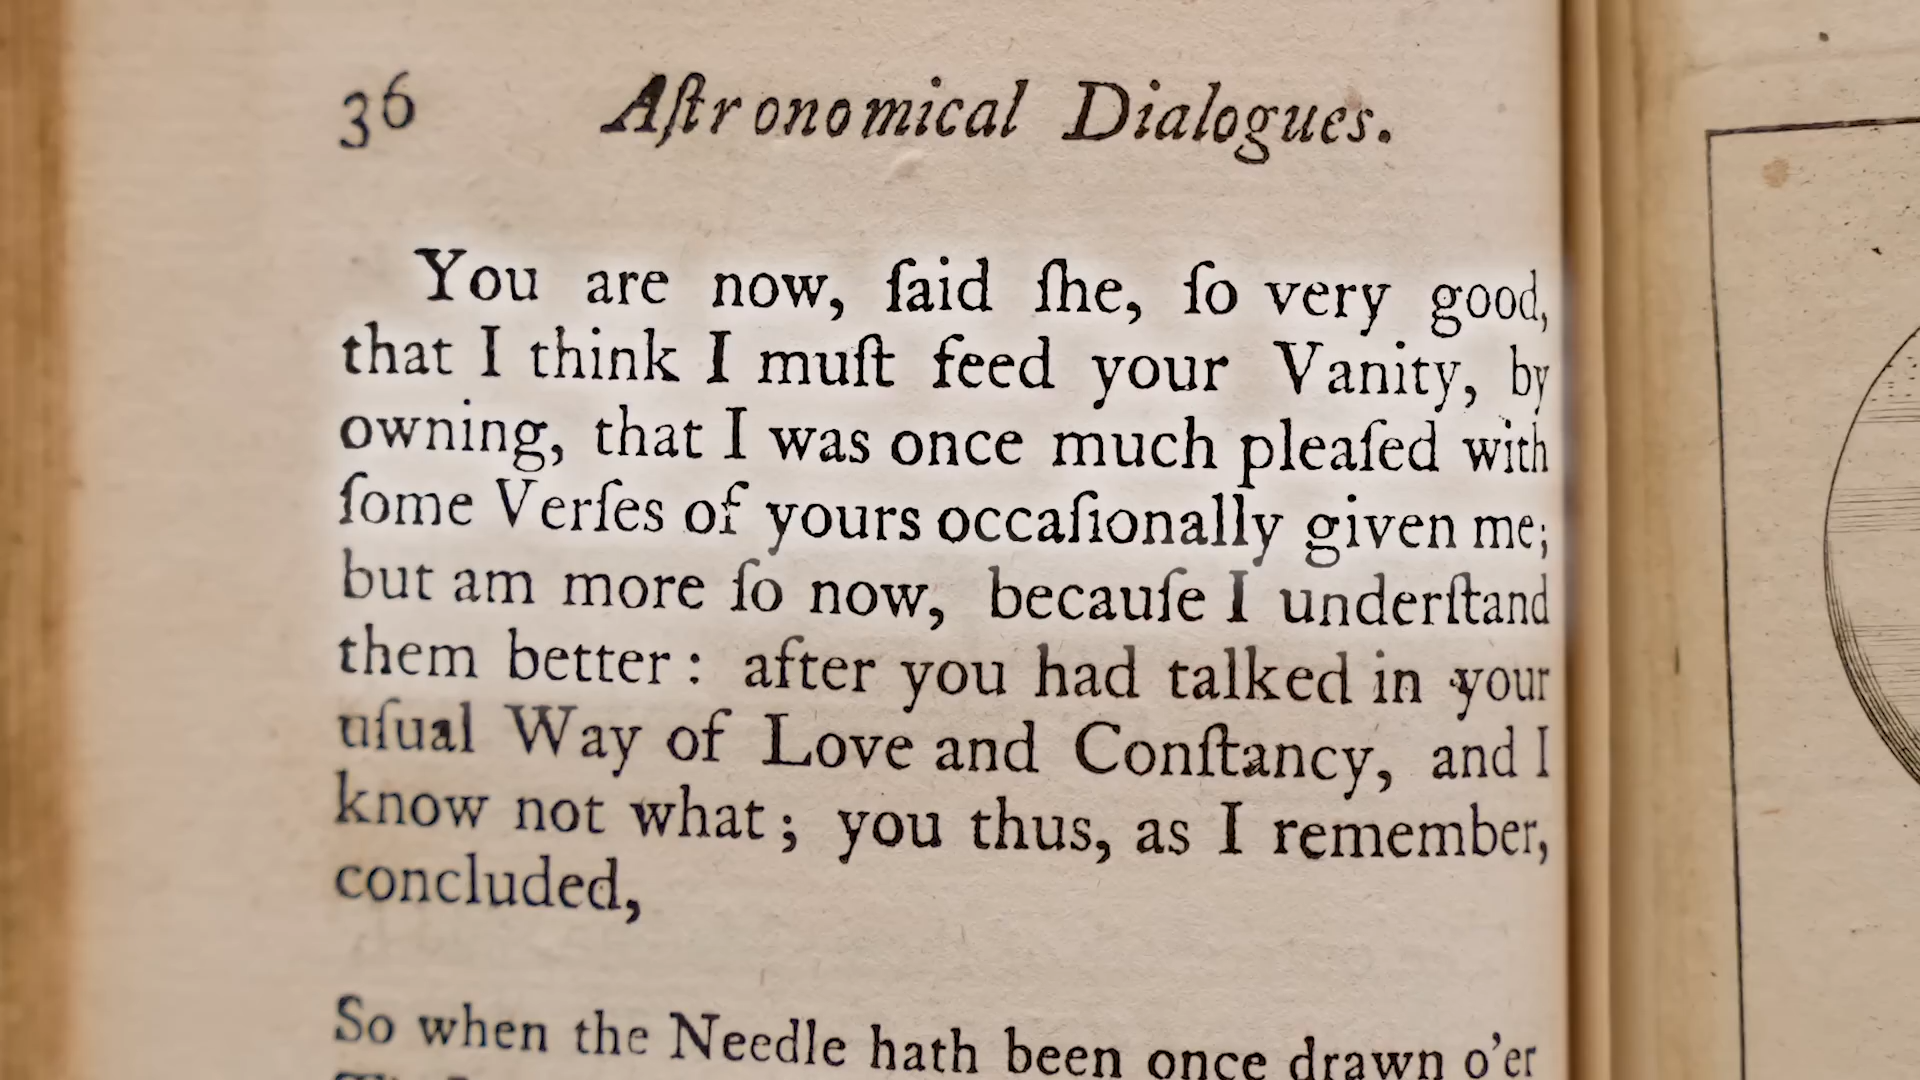 36 Aſtronomical Dialogues.
You are now, ſaid ſhe, ſo very good,
that I think I muſt feed your Vanity, by
owning, that I was once much pleaſed with
ſome Verſes of yours occaſionally given me;
but am more ſo now, becauſe I underſtand
them better: after you had talked in your
uſual Way of Love and Conſtancy, and I
know not what; you thus, as I remember,
concluded,
So when the Needle hath been once drawn o'er